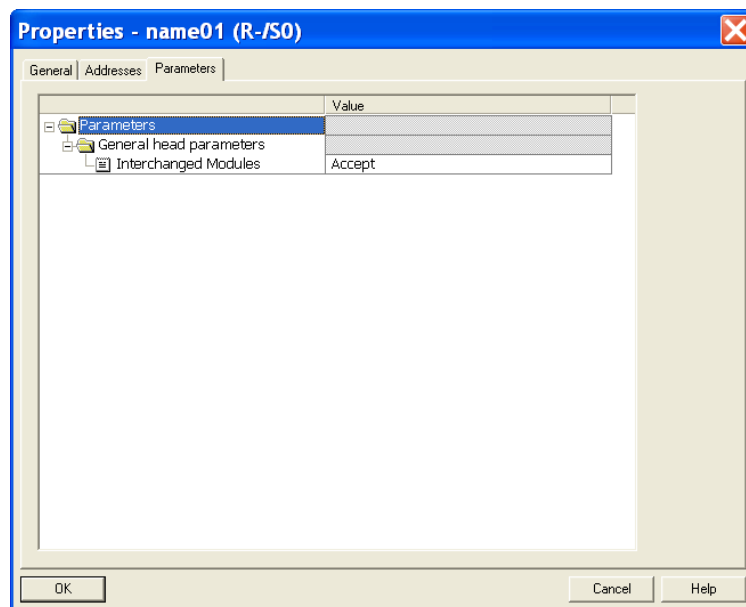 Properties - name01 (R-/S0)
General Addresses Parameters
Value
Parameters
General head parameters
Interchanged Modules Accept
OK Cancel Help